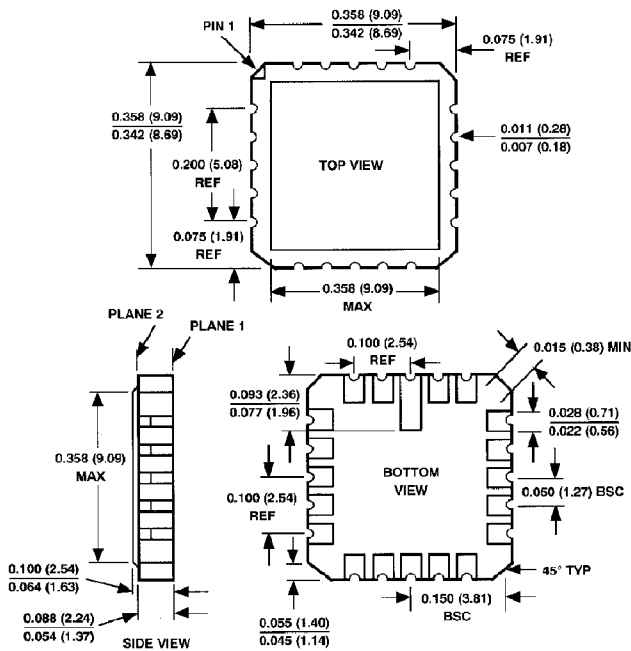 0.358 (9.09)
0.342 (8.69)
PIN 1
0.075 (1.91)
REF
0.358 (9.09)
0.342 (8.69)
0.011 (0.28)
0.007 (0.18)
0.200 (5.08)
REF
TOP VIEW
0.075 (1.91)
REF
0.358 (9.09)
MAX
PLANE 2
PLANE 1
0.100 (2.54)
REF
0.015 (0.38) MIN
0.093 (2.36)
0.077 (1.96)
0.028 (0.71)
0.022 (0.56)
0.358 (9.09)
MAX
BOTTOM
VIEW
0.050 (1.27) BSC
0.100 (2.54)
REF
0.100 (2.54)
0.064 (1.63)
45° TYP
0.150 (3.81)
BSC
0.088 (2.24)
0.054 (1.37)
0.055 (1.40)
0.045 (1.14)
SIDE VIEW